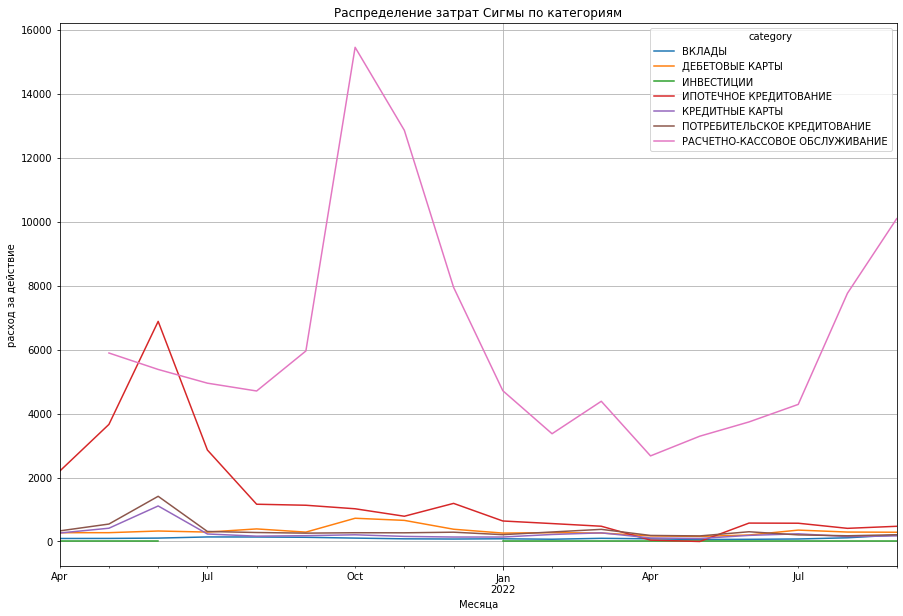 Распределение затрат Сигмы по категориям
16000
14000
12000
10000
8000
6000
4000
2000
0
расход за действие
category
ВКЛАДЫ
ДЕБЕТОВЫЕ КАРТЫ
ИНВЕСТИЦИИ
ИПОТЕЧНОЕ КРЕДИТОВАНИЕ
КРЕДИТНЫЕ КАРТЫ
ПОТРЕБИТЕЛЬСКОЕ КРЕДИТОВАНИЕ
РАСЧЕТНО-КАССОВОЕ ОБСЛУЖИВАНИЕ
Apr Jul Oct Jan Apr Jul
2022
Месяца